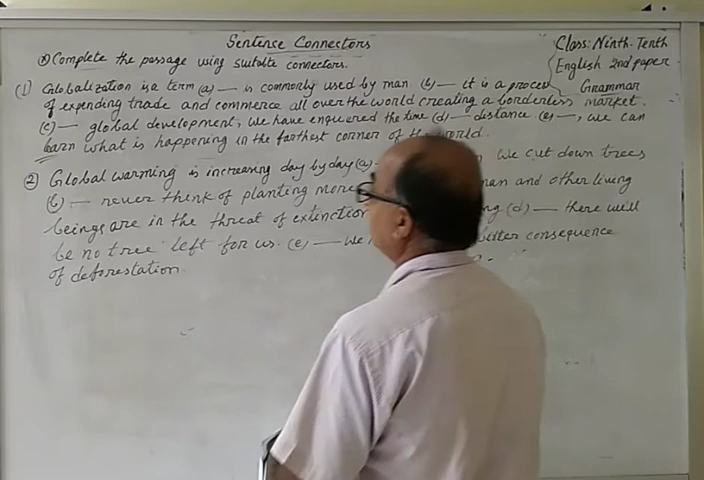 Sentence Connectors
Class: Ninth-Tenth
English 2nd paper
Grammar
Complete the passage using suitable connectors.
(1) Globalization is a term (a) — is commonly used by man (b) — it is a process
of expending trade and commerce all over the world creating a borderless market.
(c) — global development, we have enquered the time (d) — distance. (e) —, we can
learn what is happening in the farthest corner of the world.
(2) Global warming is increasing day by day (a) We cut down trees
(b) — never think of planting more man and other living
beings are in the threat of extinction (d) — there will
be no tree left for us. (e) — we bitter consequence
of deforestation.